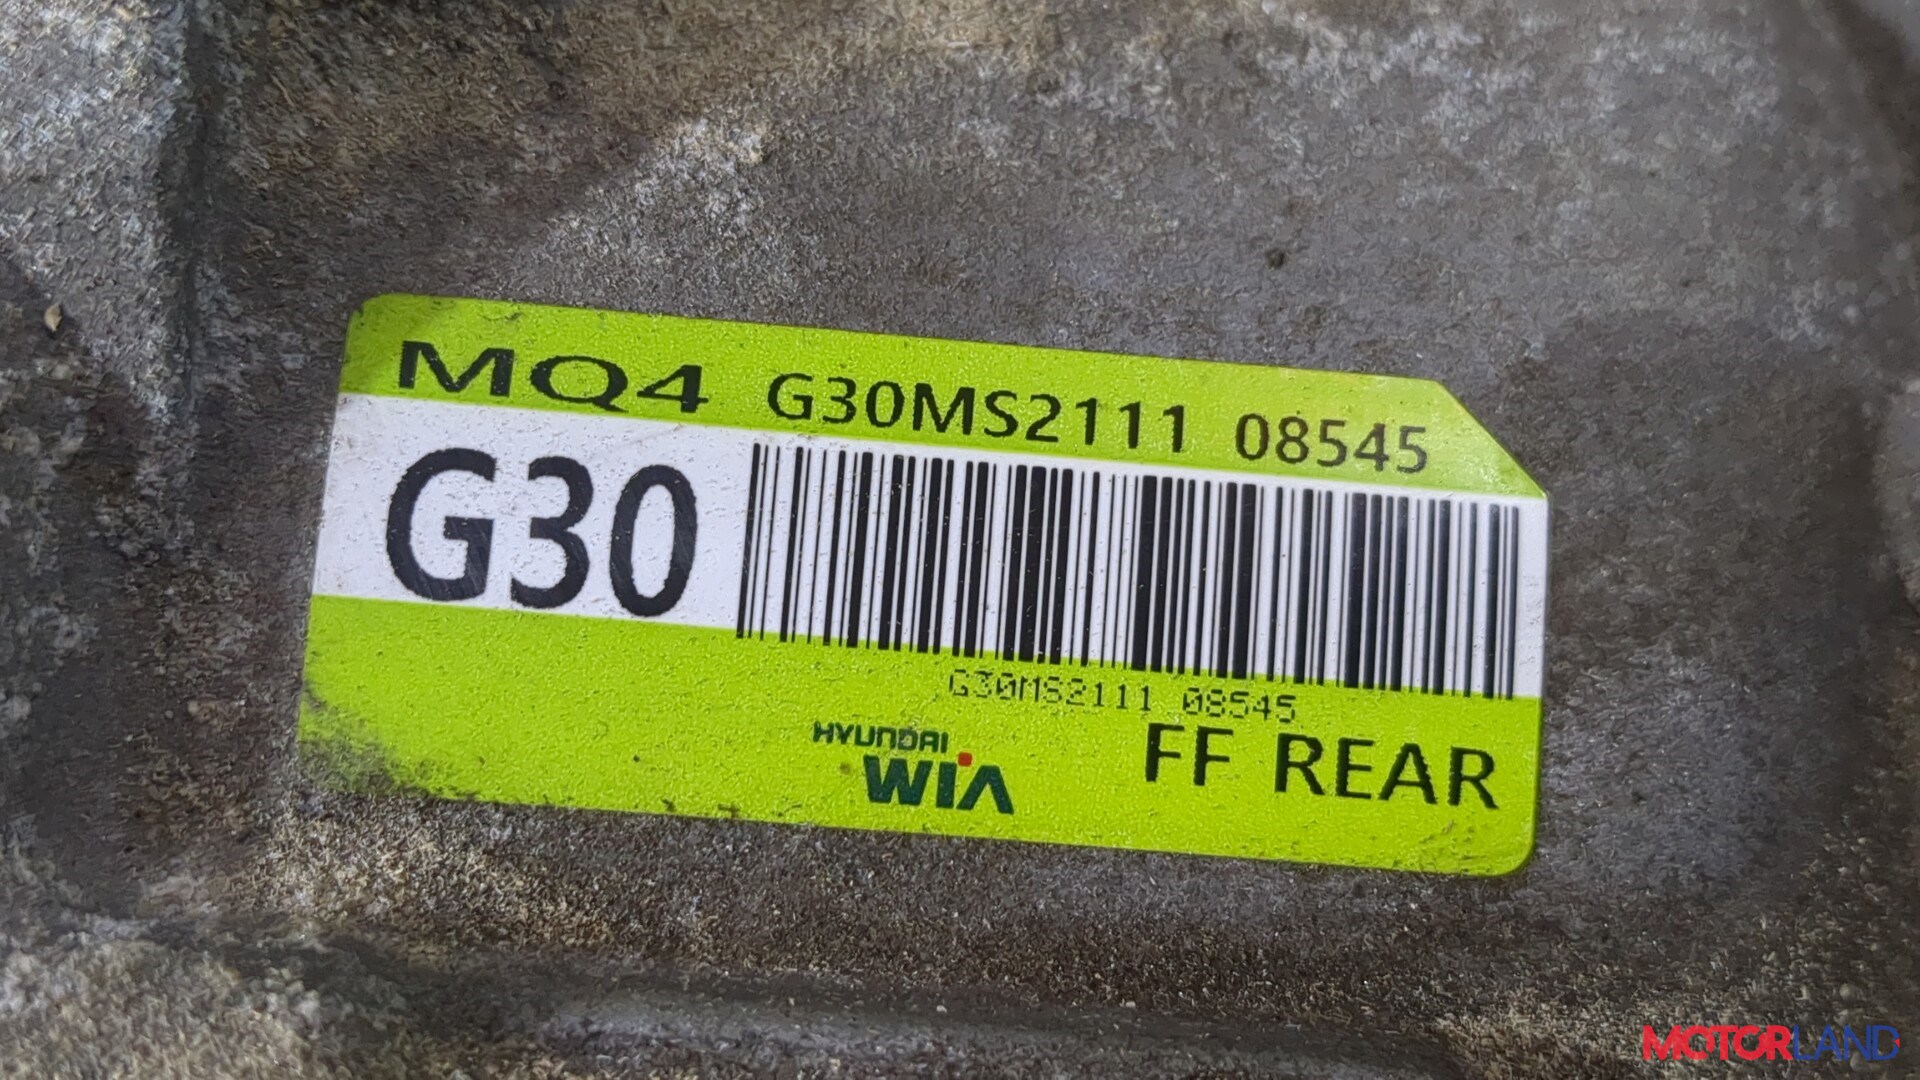 MQ4 G30MS2111 08545
G30
G30MS2111 08545
HYUNDAI
WIA
FF REAR
MOTORLAND